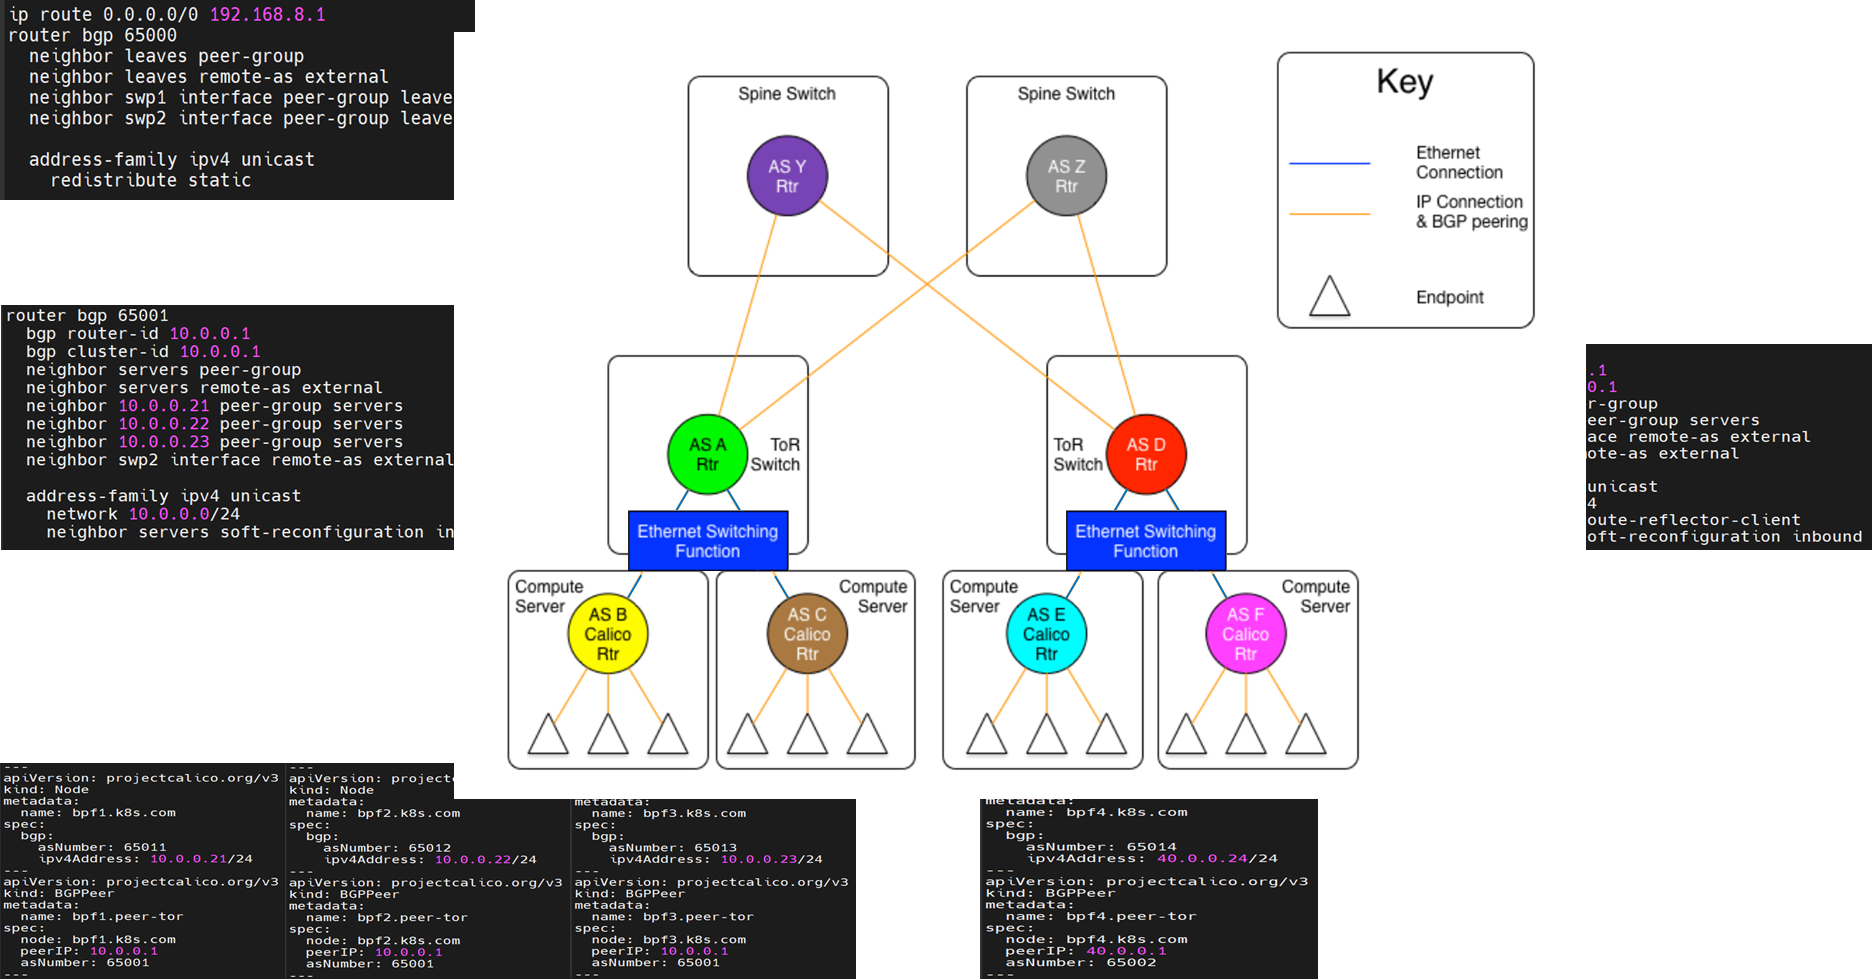 ip route 0.0.0.0/0 192.168.8.1
router bgp 65000
neighbor leaves peer-group
neighbor leaves remote-as external
neighbor swp1 interface peer-group leave
neighbor swp2 interface peer-group leave
address-family ipv4 unicast
redistribute static
Spine Switch
AS Y
Rtr
Spine Switch
AS Z
Rtr
Key
Ethernet
Connection
IP Connection
& BGP peering
Endpoint
router bgp 65001
bgp router-id 10.0.0.1
bgp cluster-id 10.0.0.1
neighbor servers peer-group
neighbor servers remote-as external
neighbor 10.0.0.21 peer-group servers
neighbor 10.0.0.22 peer-group servers
neighbor 10.0.0.23 peer-group servers
neighbor swp2 interface remote-as external
address-family ipv4 unicast
network 10.0.0.0/24
neighbor servers soft-reconfiguration in
AS A
Rtr
ToR
Switch
ToR
Switch
AS D
Rtr
Ethernet Switching
Function
Ethernet Switching
Function
.1
0.1
r-group
eer-group servers
ace remote-as external
ote-as external
unicast
4
oute-reflector-client
oft-reconfiguration inbound
Compute
Server
AS B
Calico
Rtr
Compute
Server
AS C
Calico
Rtr
Compute
Server
AS E
Calico
Rtr
Compute
Server
AS F
Calico
Rtr
---
apiVersion: projectcalico.org/v3
kind: Node
metadata:
name: bpf1.k8s.com
spec:
bgp:
asNumber: 65011
ipv4Address: 10.0.0.21/24
---
apiVersion: projectcalico.org/v3
kind: BGPPeer
metadata:
name: bpf1.peer-tor
spec:
node: bpf1.k8s.com
peerIP: 10.0.0.1
asNumber: 65001
---
---
apiVersion: projectc
kind: Node
metadata:
name: bpf2.k8s.com
spec:
bgp:
asNumber: 65012
ipv4Address: 10.0.0.22/24
---
apiVersion: projectcalico.org/v3
kind: BGPPeer
metadata:
name: bpf2.peer-tor
spec:
node: bpf2.k8s.com
peerIP: 10.0.0.1
asNumber: 65001
---
metadata:
name: bpf3.k8s.com
spec:
bgp:
asNumber: 65013
ipv4Address: 10.0.0.23/24
---
apiVersion: projectcalico.org/v3
kind: BGPPeer
metadata:
name: bpf3.peer-tor
spec:
node: bpf3.k8s.com
peerIP: 10.0.0.1
asNumber: 65001
---
metadata:
name: bpf4.k8s.com
spec:
bgp:
asNumber: 65014
ipv4Address: 40.0.0.24/24
---
apiVersion: projectcalico.org/v3
kind: BGPPeer
metadata:
name: bpf4.peer-tor
spec:
node: bpf4.k8s.com
peerIP: 40.0.0.1
asNumber: 65002
---